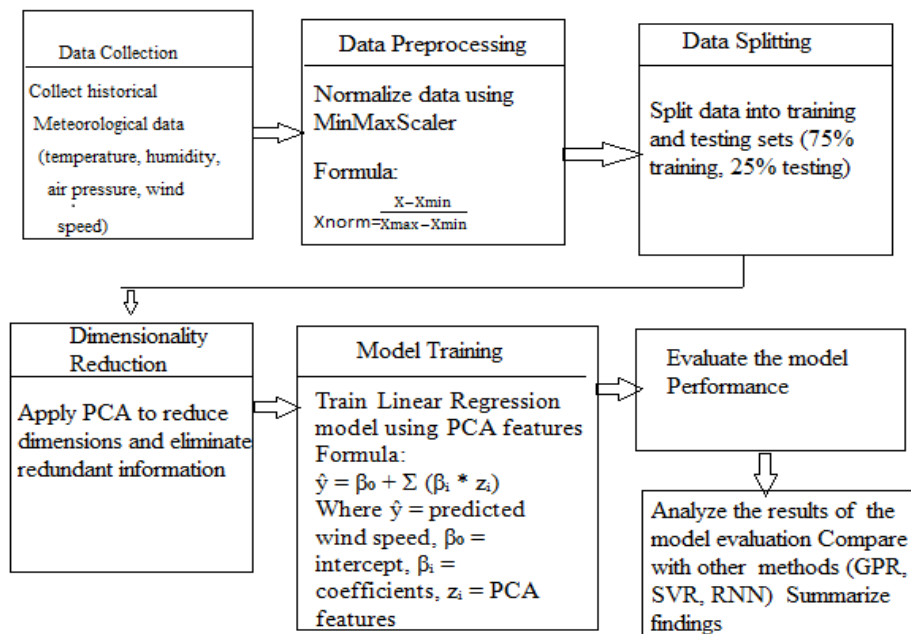 Data Collection
Collect historical
Meteorological data
(temperature, humidity,
air pressure, wind
speed)
Data Preprocessing
Normalize data using
MinMaxScaler
Formula:
Xnorm=X-Xmin/Xmax-Xmin
Data Splitting
Split data into training
and testing sets (75%
training, 25% testing)
Dimensionality
Reduction
Apply PCA to reduce
dimensions and eliminate
redundant information
Model Training
Train Linear Regression
model using PCA features
Formula:
ŷ = β₀ + Σ (βᵢ * zᵢ)
Where ŷ = predicted
wind speed, β₀ =
intercept, βᵢ =
coefficients, zᵢ = PCA
features
Evaluate the model
Performance
Analyze the results of the
model evaluation Compare
with other methods (GPR,
SVR, RNN) Summarize
findings